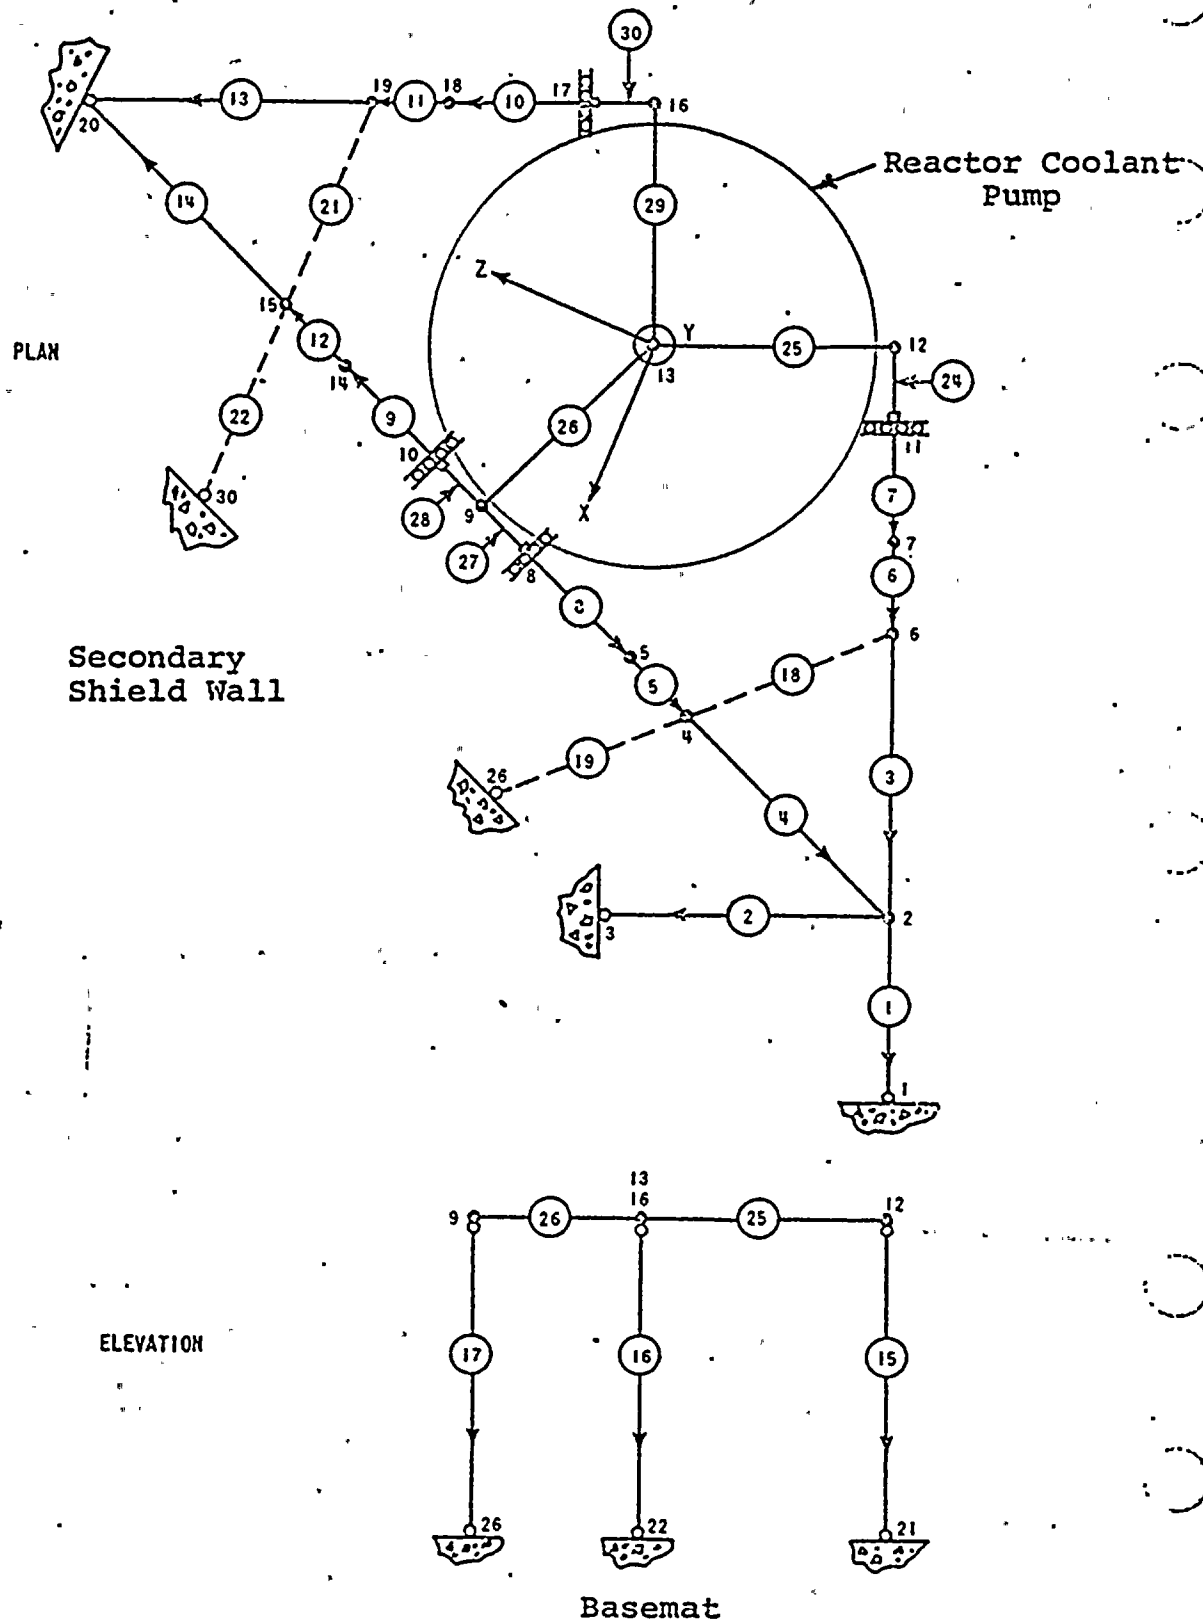 30
19 18 17
13 11 10 16
20
Reactor Coolant
Pump
14 21 29
Z
15 Y
PLAN 12 25 12
14 13 24
22 9 26
10 11
30 28 9 X 7
27 8 7
6
8
5 6
Secondary
Shield Wall
5 18
4
19
26 3
4
2 2
3
1
1
13
16 12
9 26 25
ELEVATION
17 16 15
26 22 21
Basemat